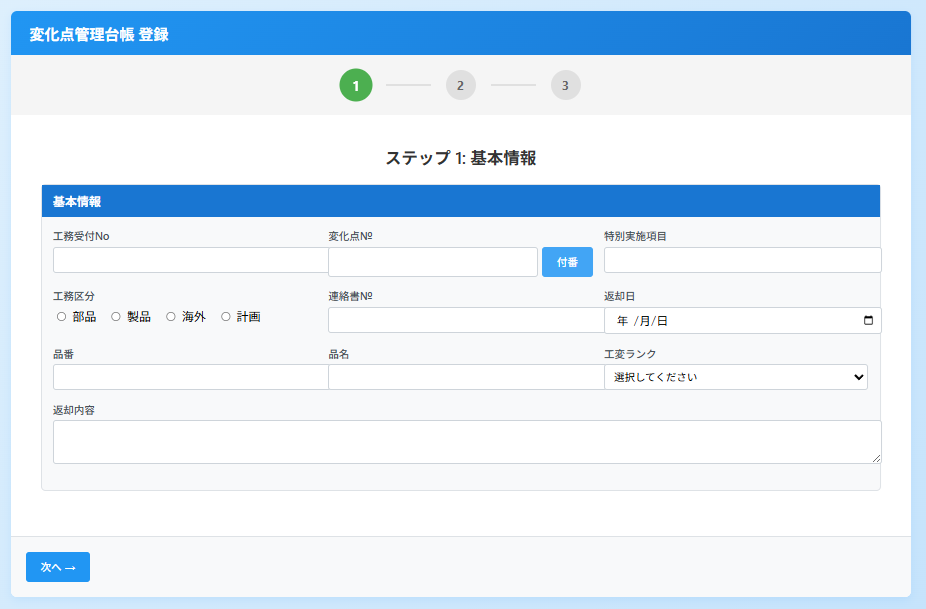 変化点管理台帳 登録
1 2 3
ステップ 1: 基本情報
基本情報
工務受付No 変化点№ 特別実施項目
付番
工務区分 連絡書№ 返却日
部品 製品 海外 計画 年 /月/日
品番 品名 工変ランク
選択してください
返却内容
次へ →